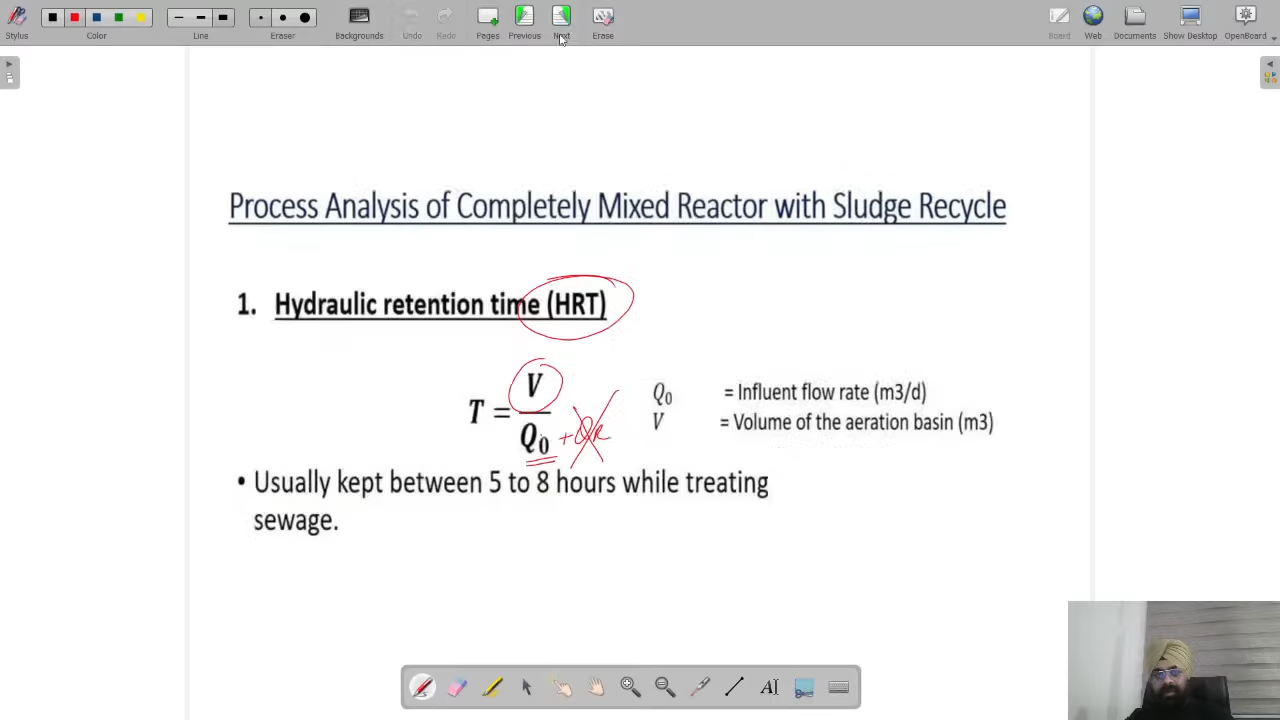 Stylus Color Line Eraser Backgrounds Undo Redo Pages Previous Next Erase Board Web Documents Show Desktop OpenBoard
Process Analysis of Completely Mixed Reactor with Sludge Recycle
1. Hydraulic retention time (HRT)
T = V / Q0 + QR
Q0 = Influent flow rate (m3/d)
V = Volume of the aeration basin (m3)
• Usually kept between 5 to 8 hours while treating
sewage.